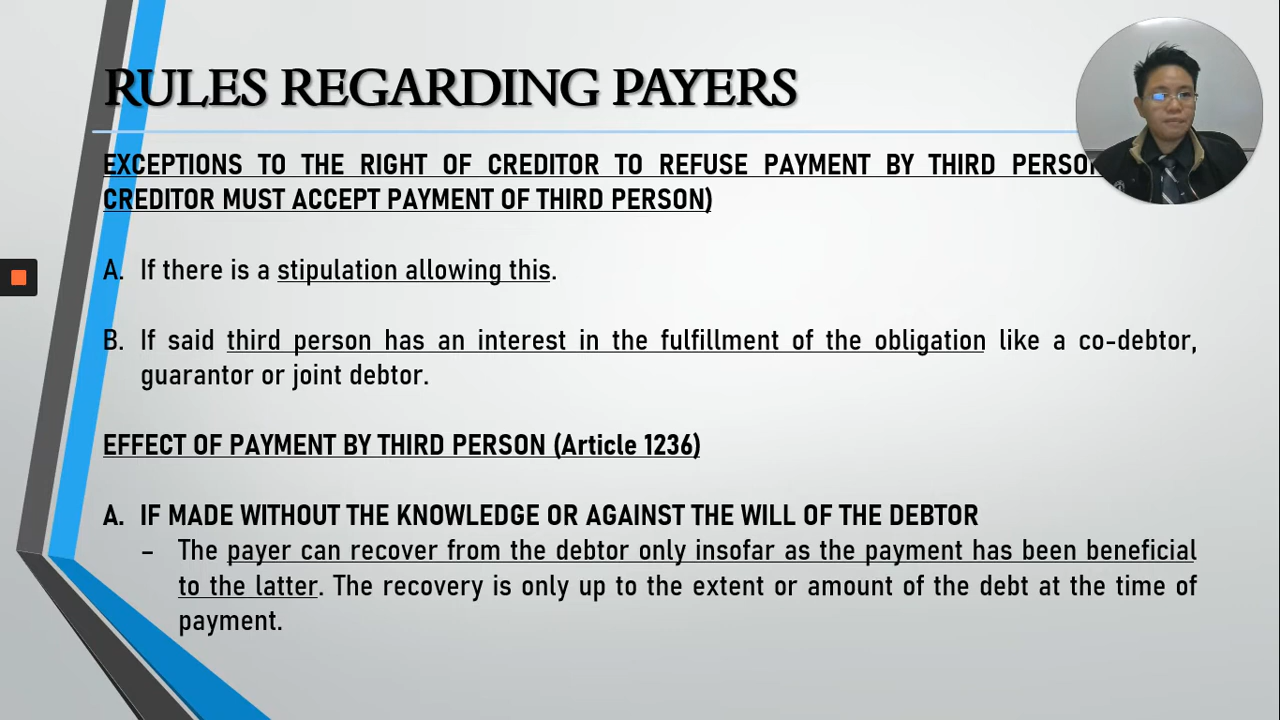 RULES REGARDING PAYERS
EXCEPTIONS TO THE RIGHT OF CREDITOR TO REFUSE PAYMENT BY THIRD
CREDITOR MUST ACCEPT PAYMENT OF THIRD PERSON)
A. If there is a stipulation allowing this.
B. If said third person has an interest in the fulfillment of the obligation like a co-debtor,
guarantor or joint debtor.
EFFECT OF PAYMENT BY THIRD PERSON (Article 1236)
A. IF MADE WITHOUT THE KNOWLEDGE OR AGAINST THE WILL OF THE DEBTOR
– The payer can recover from the debtor only insofar as the payment has been beneficial
to the latter. The recovery is only up to the extent or amount of the debt at the time of
payment.